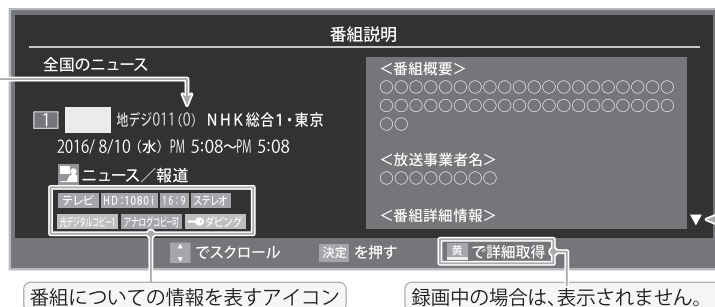 番組説明
全国のニュース
1 地デジ011(0) NHK総合1・東京
2016/ 8/10 (水) PM 5:08～PM 5:08
ニュース／報道
テレビ HD:1080i 16:9 ステレオ
光デジタルコピー1 アナログコピー可 ダビング
<番組概要>
○○○○○○○○○○○○○○○○○○○○
○○○○○○○○○○○○○○○○○○○○
○○
<放送事業者名>
○○○○○○○○
<番組詳細情報>
でスクロール 決定 を押す 黄 で詳細取得
番組についての情報を表すアイコン
録画中の場合は、表示されません。